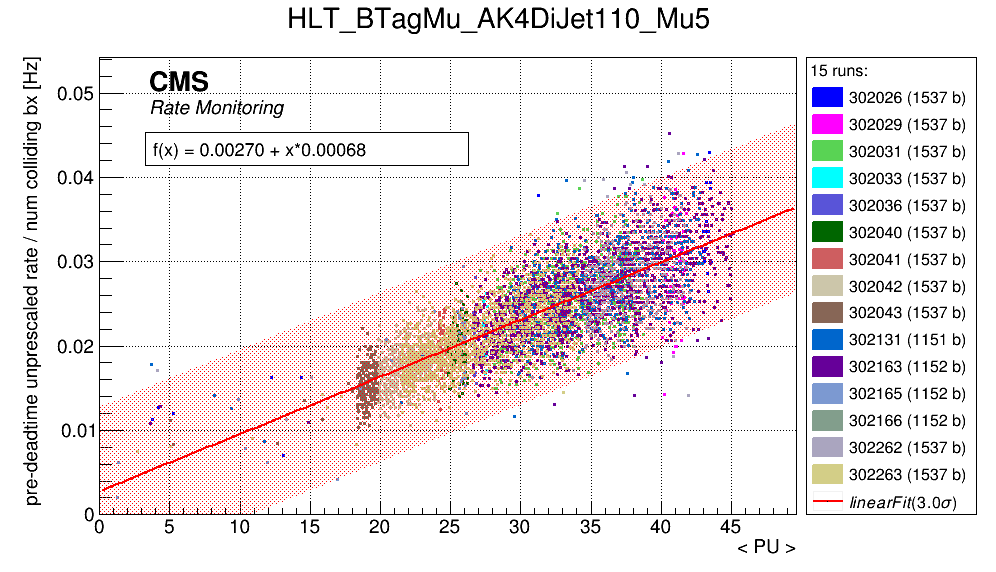 HLT_BTagMu_AK4DiJet110_Mu5
pre-deadtime unprescaled rate / num colliding bx [Hz]
CMS
Rate Monitoring
f(x) = 0.00270 + x*0.00068
0.05
0.04
0.03
0.02
0.01
0
0 5 10 15 20 25 30 35 40 45
< PU >
15 runs:
302026 (1537 b)
302029 (1537 b)
302031 (1537 b)
302033 (1537 b)
302036 (1537 b)
302040 (1537 b)
302041 (1537 b)
302042 (1537 b)
302043 (1537 b)
302131 (1151 b)
302163 (1152 b)
302165 (1152 b)
302166 (1152 b)
302262 (1537 b)
302263 (1537 b)
linearFit(3.0σ)